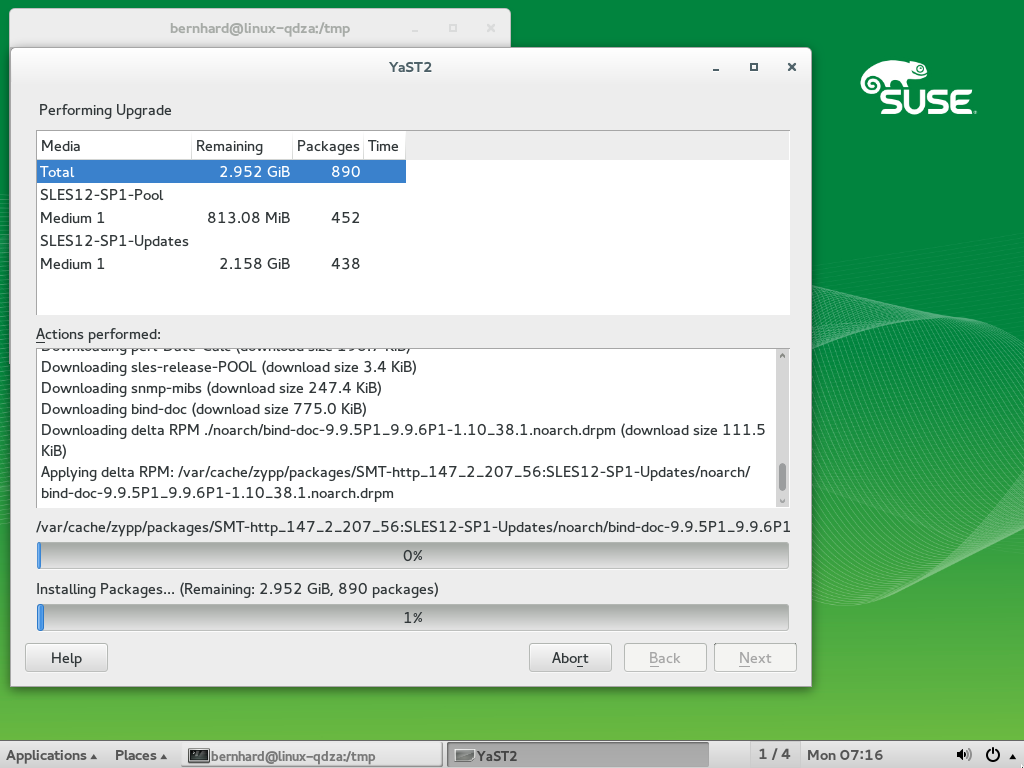 bernhard@linux-qdza:/tmp
YaST2
SUSE
Performing Upgrade
Media Remaining Packages Time
Total 2.952 GiB 890
SLES12-SP1-Pool
Medium 1 813.08 MiB 452
SLES12-SP1-Updates
Medium 1 2.158 GiB 438
Actions performed:
Downloading sles-release-POOL (download size 3.4 KiB)
Downloading snmp-mibs (download size 247.4 KiB)
Downloading bind-doc (download size 775.0 KiB)
Downloading delta RPM ./noarch/bind-doc-9.9.5P1_9.9.6P1-1.10_38.1.noarch.drpm (download size 111.5
KiB)
Applying delta RPM: /var/cache/zypp/packages/SMT-http_147_2_207_56:SLES12-SP1-Updates/noarch/
bind-doc-9.9.5P1_9.9.6P1-1.10_38.1.noarch.drpm
/var/cache/zypp/packages/SMT-http_147_2_207_56:SLES12-SP1-Updates/noarch/bind-doc-9.9.5P1_9.9.6P1
0%
Installing Packages... (Remaining: 2.952 GiB, 890 packages)
1%
Help Abort Back Next
Applications Places bernhard@linux-qdza:/tmp YaST2 1 / 4 Mon 07:16